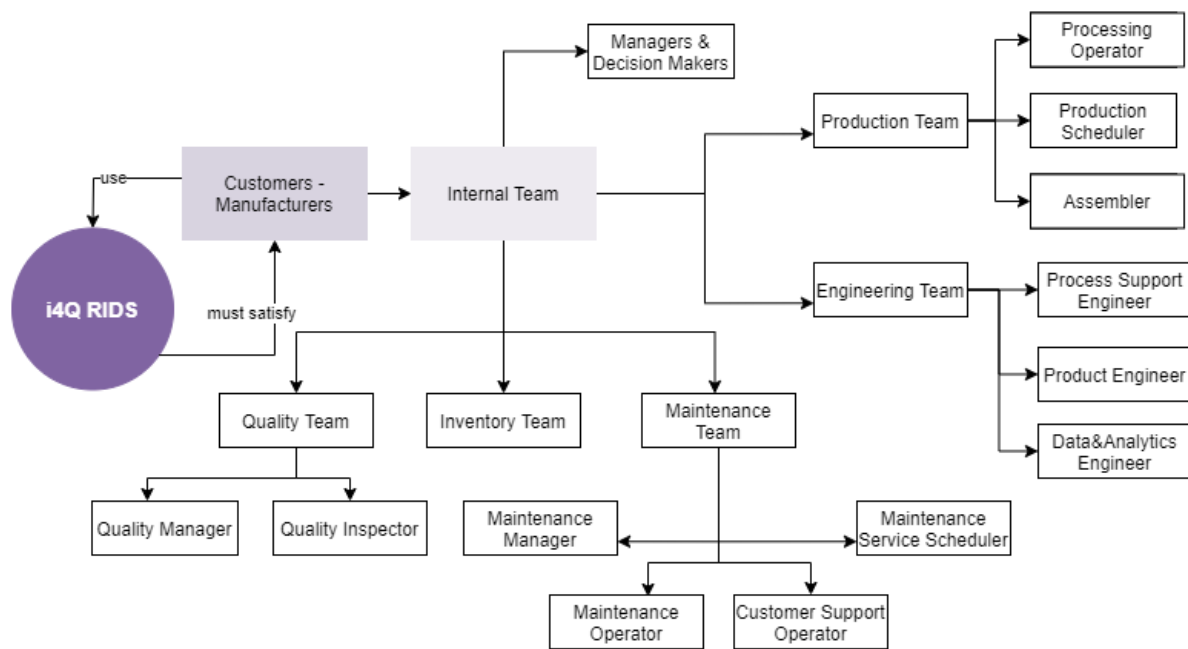 Managers &
Decision Makers
Processing
Operator
Production Team
Production
Scheduler
Assembler
use
Customers -
Manufacturers
Internal Team
i4Q RIDS
must satisfy
Engineering Team
Process Support
Engineer
Product Engineer
Data&Analytics
Engineer
Quality Team
Inventory Team
Maintenance
Team
Quality Manager
Quality Inspector
Maintenance
Manager
Maintenance
Service Scheduler
Maintenance
Operator
Customer Support
Operator